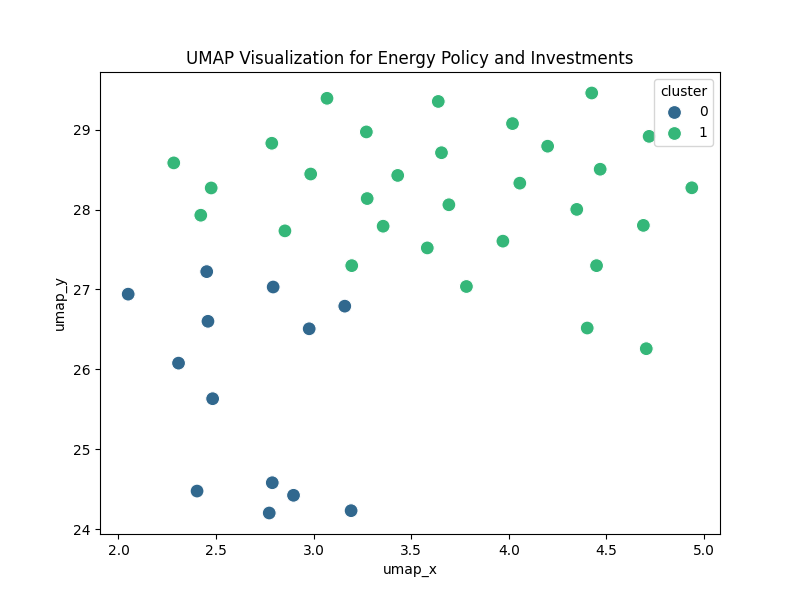 UMAP Visualization for Energy Policy and Investments
cluster
0
1
29
28
27
26
25
24
umap_y
2.0 2.5 3.0 3.5 4.0 4.5 5.0
umap_x